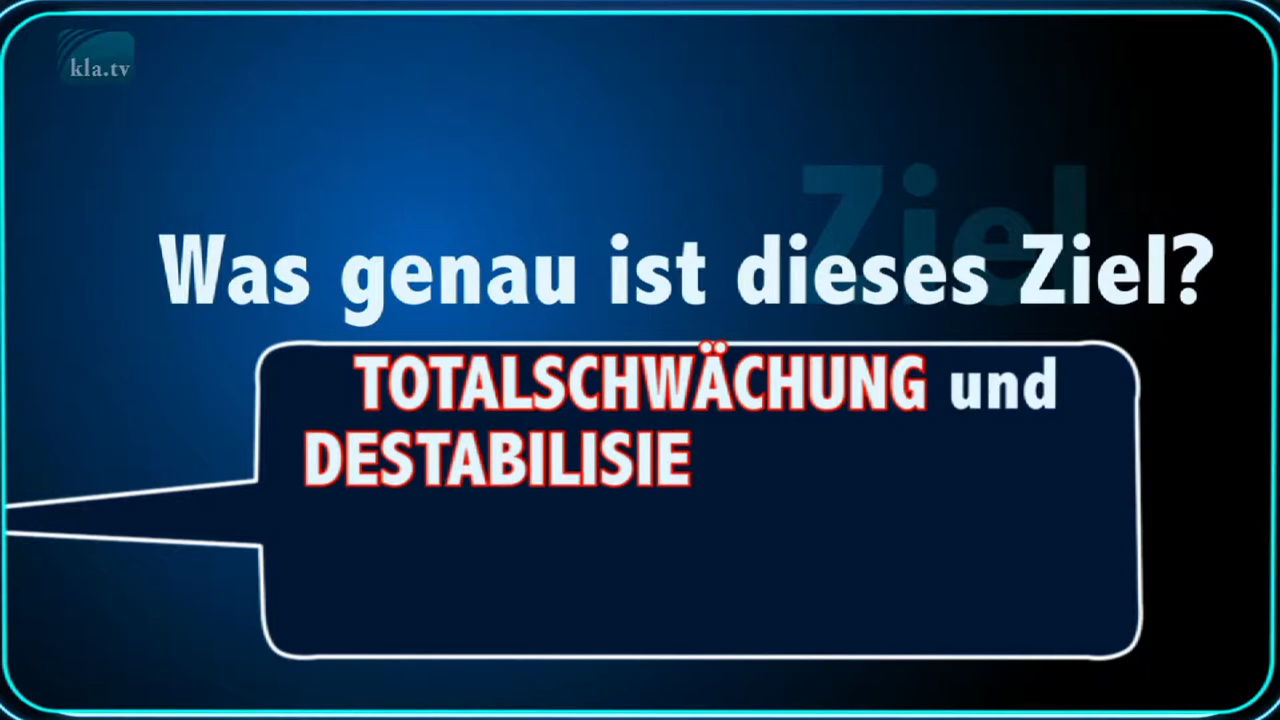 kla.tv
Ziel
Was genau ist dieses Ziel?
TOTALSCHWÄCHUNG und
DESTABILISIE